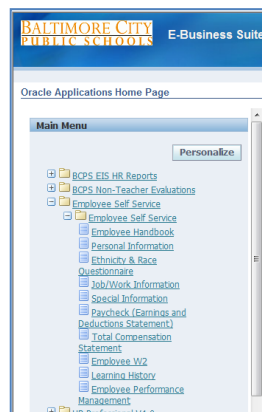 BALTIMORE CITY
PUBLIC SCHOOLS
E-Business Suite
Oracle Applications Home Page
Main Menu
Personalize
BCPS EIS HR Reports
BCPS Non-Teacher Evaluations
Employee Self Service
Employee Self Service
Employee Handbook
Personal Information
Ethnicity & Race
Questionnaire
Job/Work Information
Special Information
Paycheck (Earnings and
Deductions Statement)
Total Compensation
Statement
Employee W2
Learning History
Employee Performance
Management